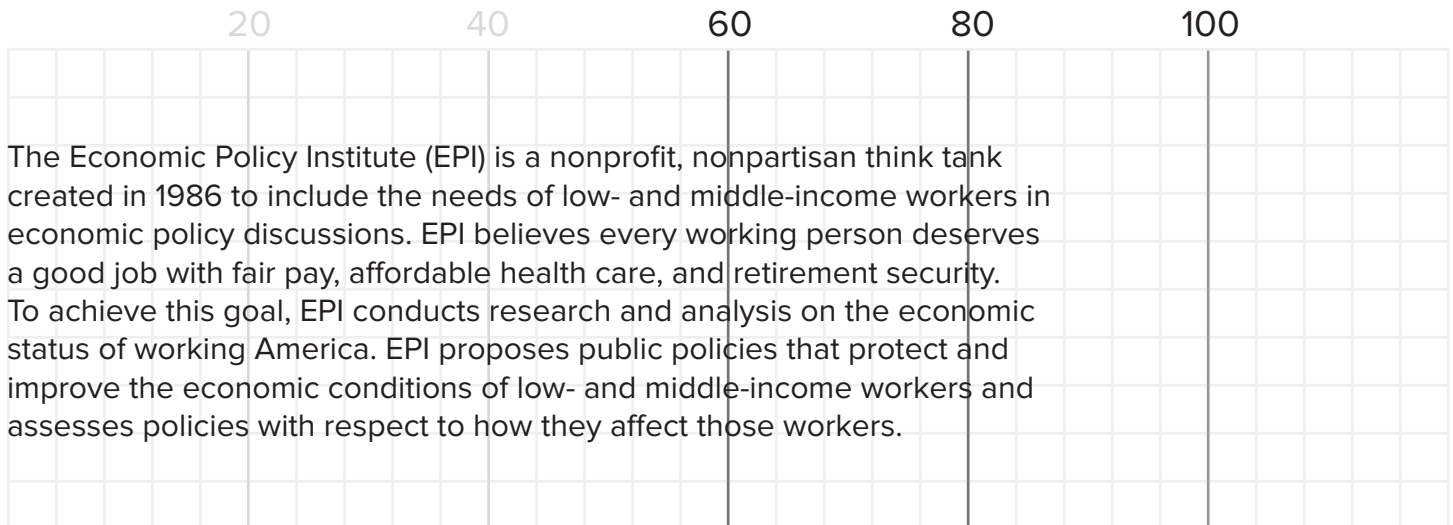 20 40 60 80 100
The Economic Policy Institute (EPI) is a nonprofit, nonpartisan think tank
created in 1986 to include the needs of low- and middle-income workers in
economic policy discussions. EPI believes every working person deserves
a good job with fair pay, affordable health care, and retirement security.
To achieve this goal, EPI conducts research and analysis on the economic
status of working America. EPI proposes public policies that protect and
improve the economic conditions of low- and middle-income workers and
assesses policies with respect to how they affect those workers.